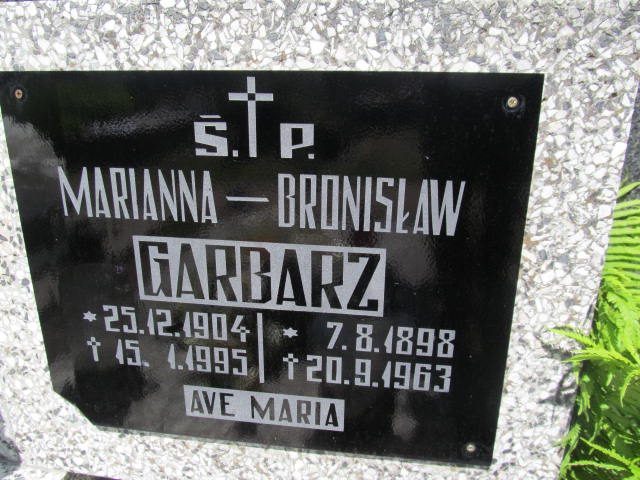 Ś.†P.
MARIANNA — BRONISŁAW
GARBARZ
* 25.12.1904 | * 7.8.1898
† 15. 1.1995 | † 20.9.1963
AVE MARIA